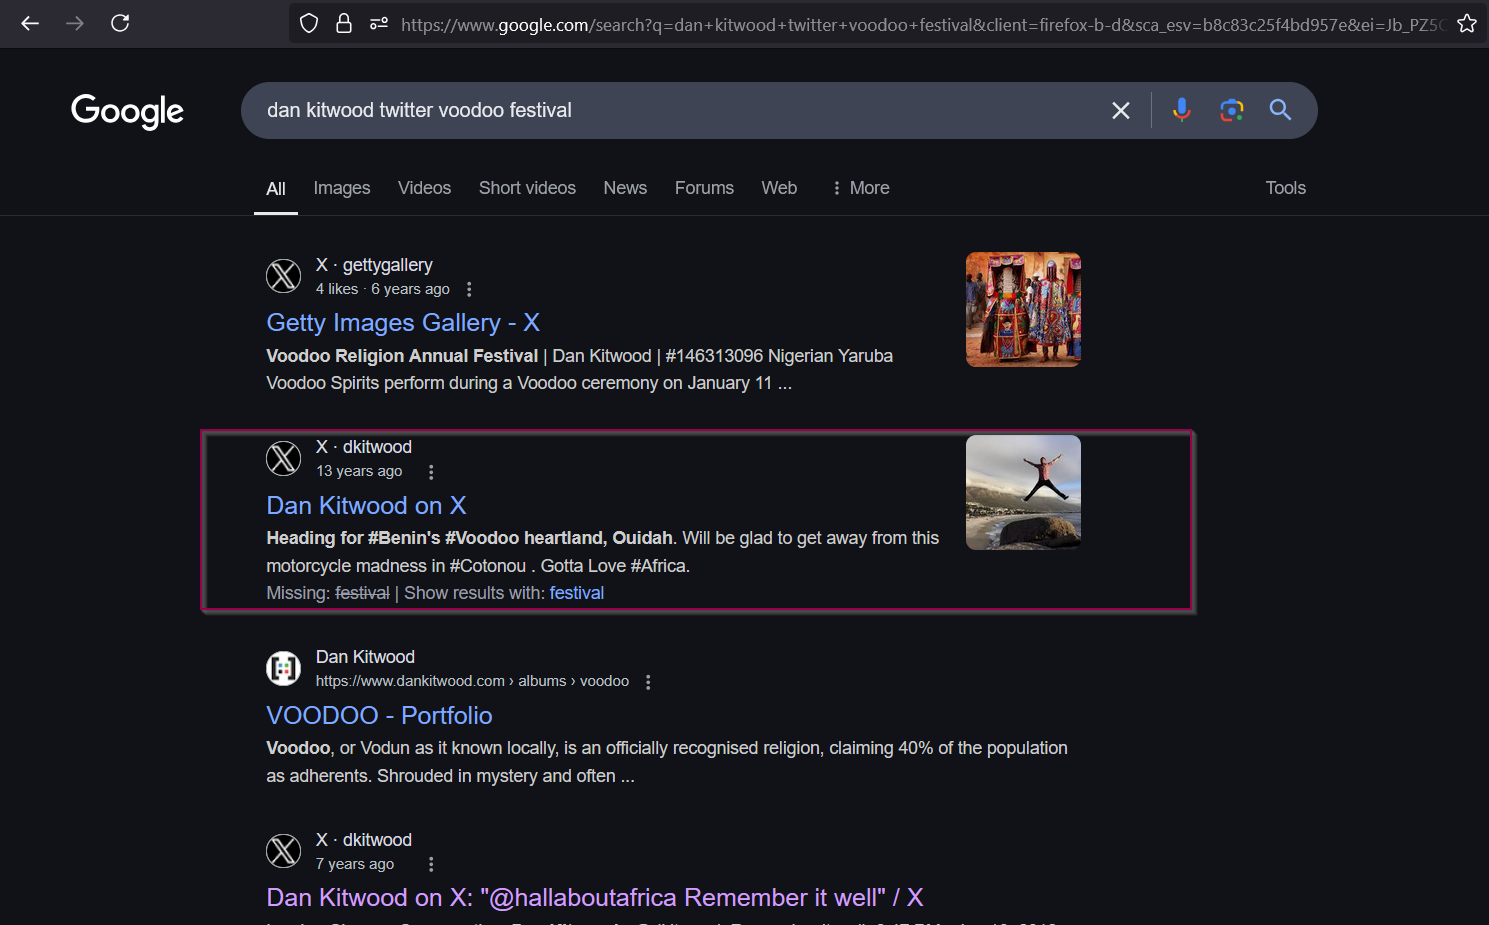 https://www.google.com/search?q=dan+kitwood+twitter+voodoo+festival&client=firefox-b-d&sca_esv=b8c83c25f4bd957e&ei=Jb_PZ5C
Google
dan kitwood twitter voodoo festival
All Images Videos Short videos News Forums Web More Tools
X · gettygallery
4 likes · 6 years ago
Getty Images Gallery - X
Voodoo Religion Annual Festival | Dan Kitwood | #146313096 Nigerian Yaruba
Voodoo Spirits perform during a Voodoo ceremony on January 11 ...
X · dkitwood
13 years ago
Dan Kitwood on X
Heading for #Benin's #Voodoo heartland, Ouidah. Will be glad to get away from this
motorcycle madness in #Cotonou . Gotta Love #Africa.
Missing: festival | Show results with: festival
Dan Kitwood
https://www.dankitwood.com › albums › voodoo
VOODOO - Portfolio
Voodoo, or Vodun as it known locally, is an officially recognised religion, claiming 40% of the population
as adherents. Shrouded in mystery and often ...
X · dkitwood
7 years ago
Dan Kitwood on X: "@hallaboutafrica Remember it well" / X